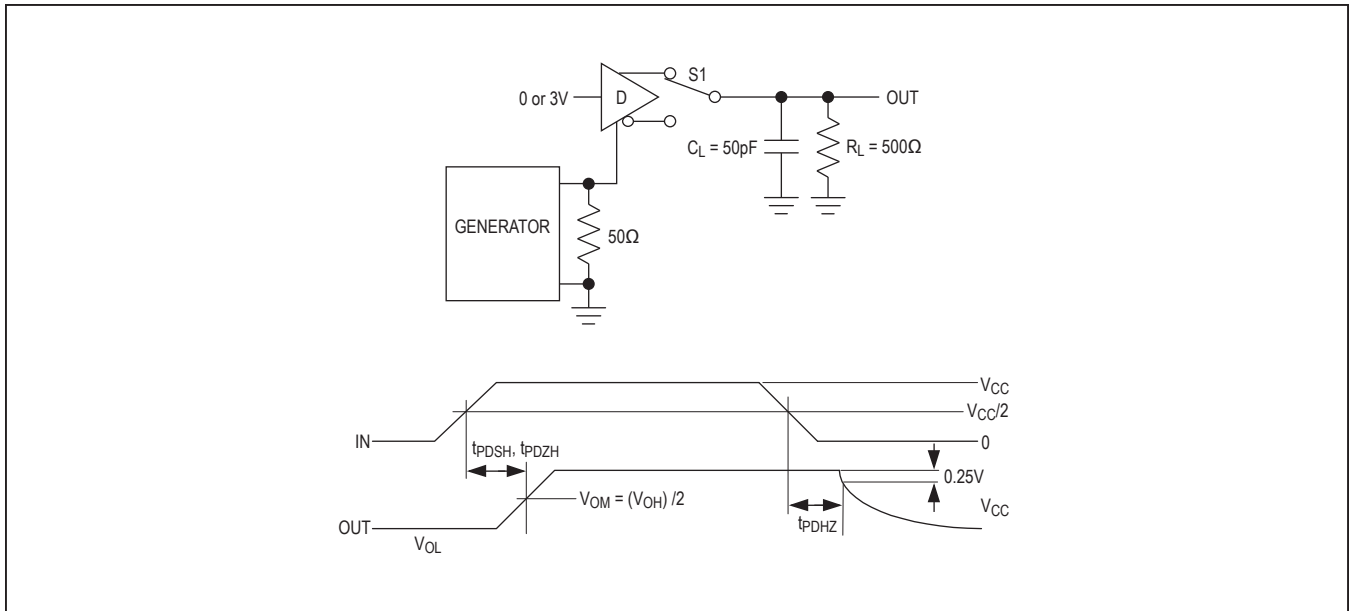 S1
0 or 3V
D
OUT
C_L = 50pF
R_L = 500Ω
GENERATOR
50Ω
V_CC
V_CC/2
IN
0
t_PDSH, t_PDZH
0.25V
V_OM = (V_OH) /2
V_CC
OUT
t_PDHZ
V_OL